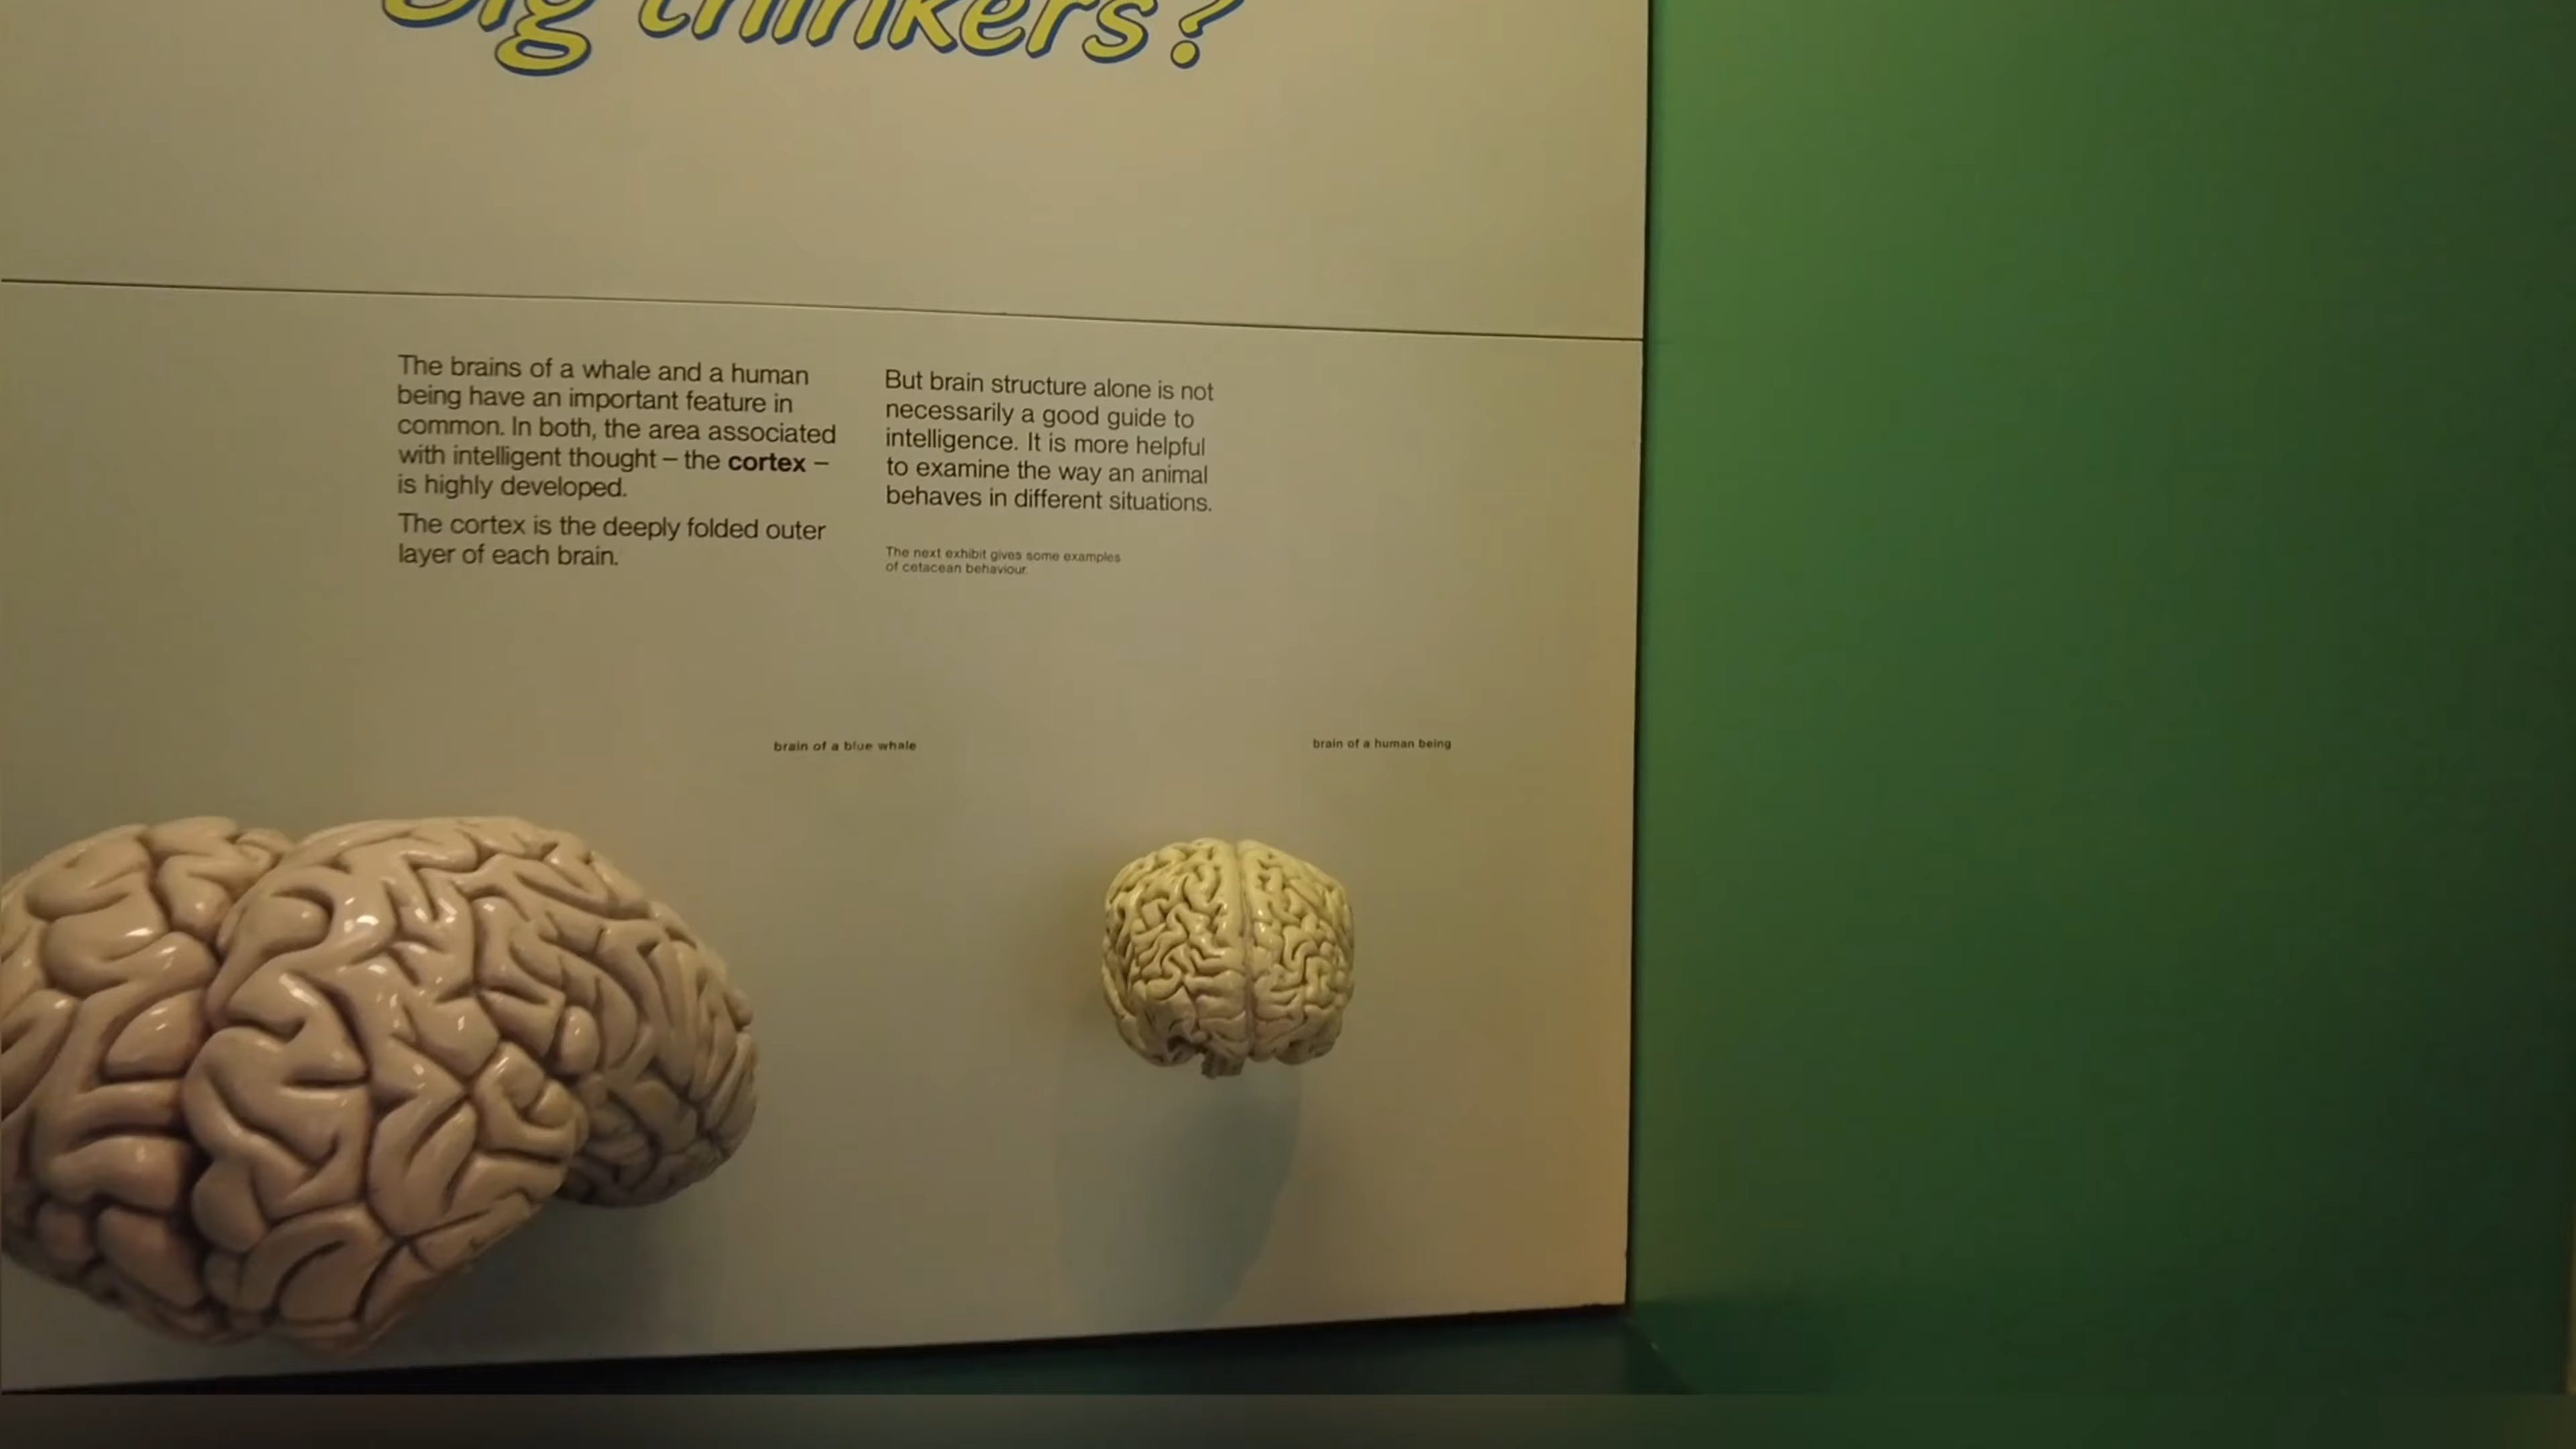 Big thinkers?
The brains of a whale and a human
being have an important feature in
common. In both, the area associated
with intelligent thought – the cortex –
is highly developed.
The cortex is the deeply folded outer
layer of each brain.
But brain structure alone is not
necessarily a good guide to
intelligence. It is more helpful
to examine the way an animal
behaves in different situations.
The next exhibit gives some examples
of cetacean behaviour.
brain of a blue whale
brain of a human being